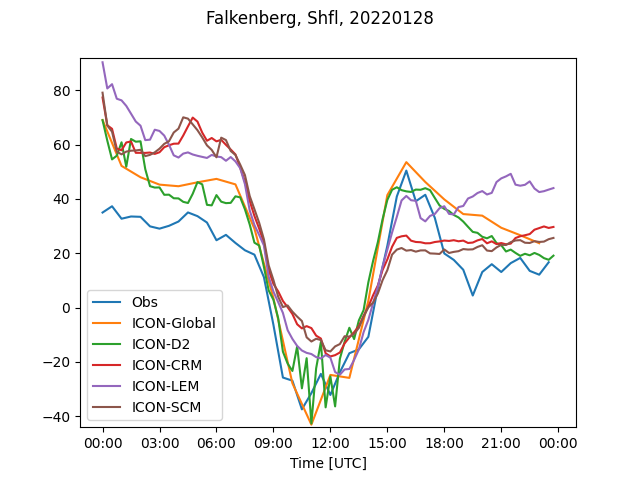 Falkenberg, Shfl, 20220128
80
60
40
20
0
−20
−40
Obs
ICON-Global
ICON-D2
ICON-CRM
ICON-LEM
ICON-SCM
00:00 03:00 06:00 09:00 12:00 15:00 18:00 21:00 00:00
Time [UTC]